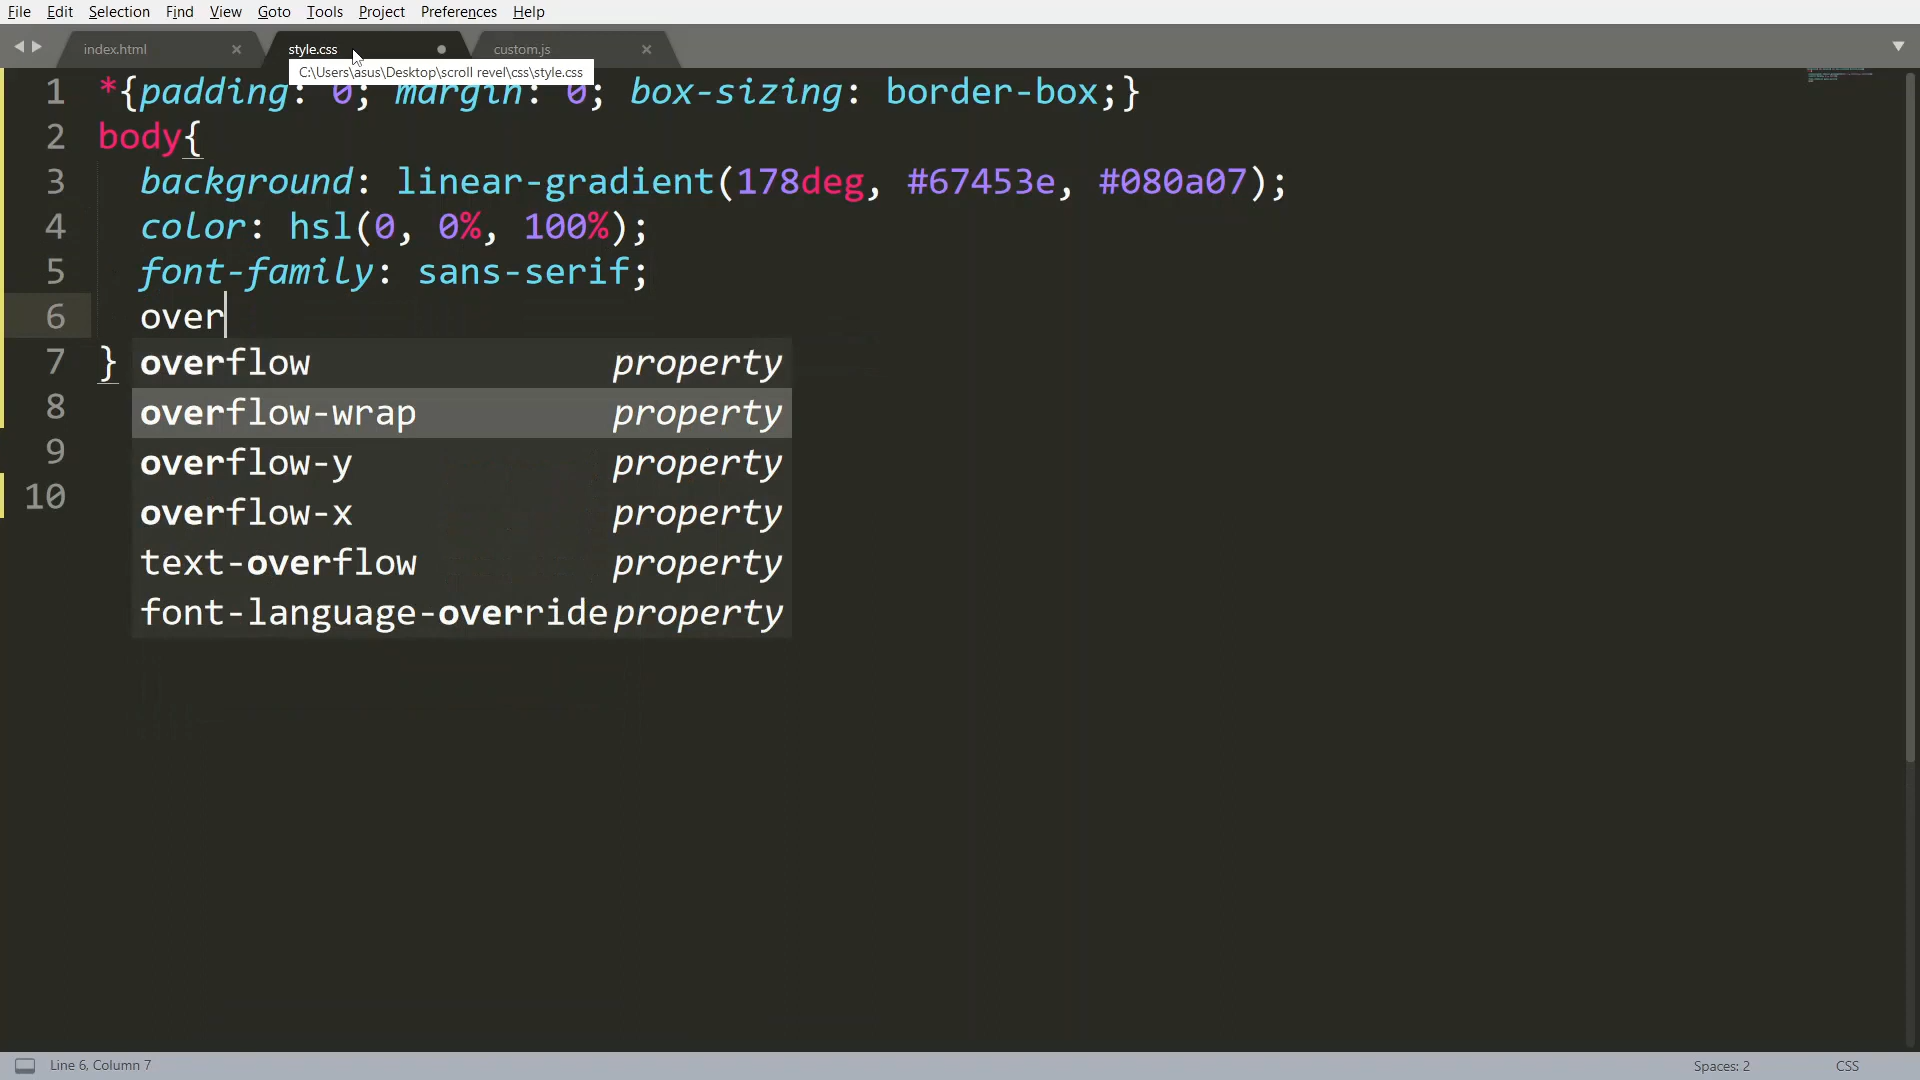 File Edit Selection Find View Goto Tools Project Preferences Help
index.html style.css custom.js
C:\Users\asus\Desktop\scroll revel\css\style.css
1 *{padding: 0; margin: 0; box-sizing: border-box;}
2 body{
3 background: linear-gradient(178deg, #67453e, #080a07);
4 color: hsl(0, 0%, 100%);
5 font-family: sans-serif;
6 over
7 } overflow property
8 overflow-wrap property
9 overflow-y property
10 overflow-x property
text-overflow property
font-language-override property
Line 6, Column 7 Spaces: 2 CSS